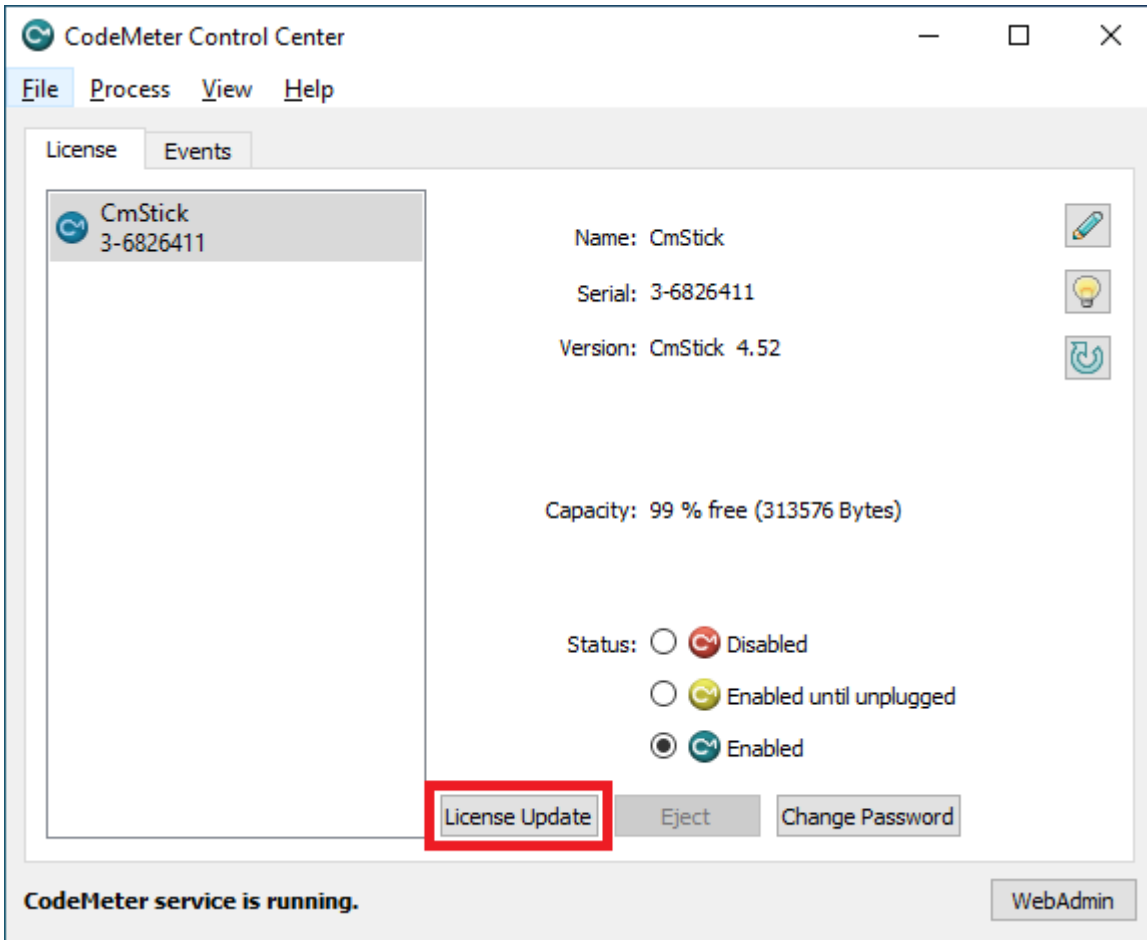 CodeMeter Control Center
File Process View Help
License Events
CmStick
3-6826411
Name: CmStick
Serial: 3-6826411
Version: CmStick 4.52
Capacity: 99 % free (313576 Bytes)
Status: Disabled
Enabled until unplugged
Enabled
License Update Eject Change Password
CodeMeter service is running. WebAdmin